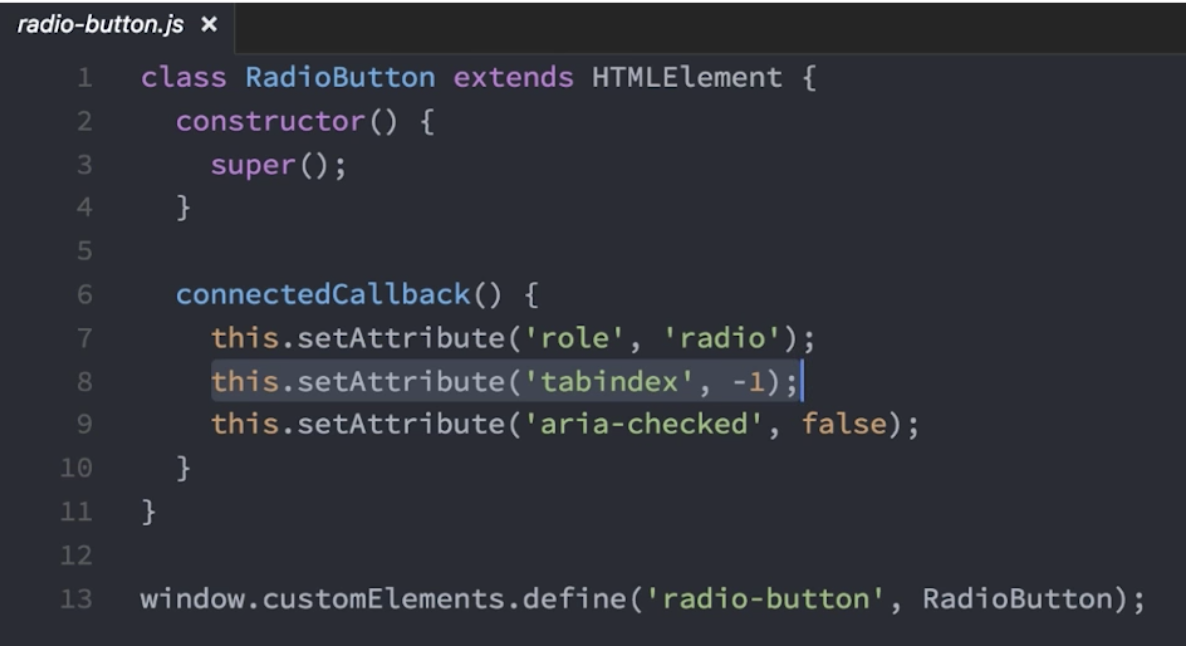 radio-button.js ×
1 class RadioButton extends HTMLElement {
2   constructor() {
3     super();
4   }
5
6   connectedCallback() {
7     this.setAttribute('role', 'radio');
8     this.setAttribute('tabindex', -1);
9     this.setAttribute('aria-checked', false);
10   }
11 }
12
13 window.customElements.define('radio-button', RadioButton);